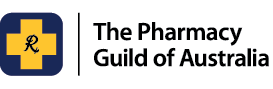 ℞
The Pharmacy
Guild of Australia